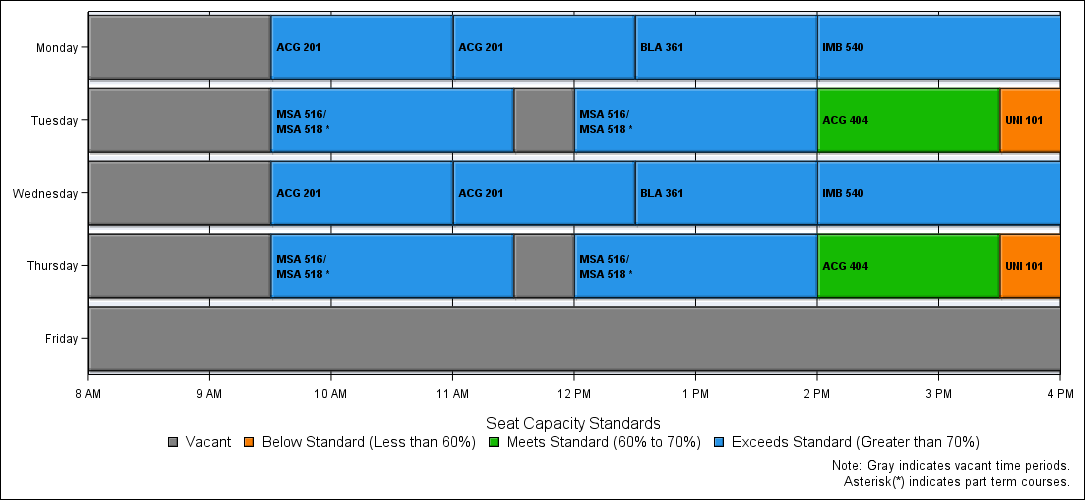 Monday
ACG 201
ACG 201
BLA 361
IMB 540
Tuesday
MSA 516/
MSA 518 *
MSA 516/
MSA 518 *
ACG 404
UNI 101
Wednesday
ACG 201
ACG 201
BLA 361
IMB 540
Thursday
MSA 516/
MSA 518 *
MSA 516/
MSA 518 *
ACG 404
UNI 101
Friday
8 AM 9 AM 10 AM 11 AM 12 PM 1 PM 2 PM 3 PM 4 PM
Seat Capacity Standards
Vacant Below Standard (Less than 60%) Meets Standard (60% to 70%) Exceeds Standard (Greater than 70%)
Note: Gray indicates vacant time periods.
Asterisk(*) indicates part term courses.